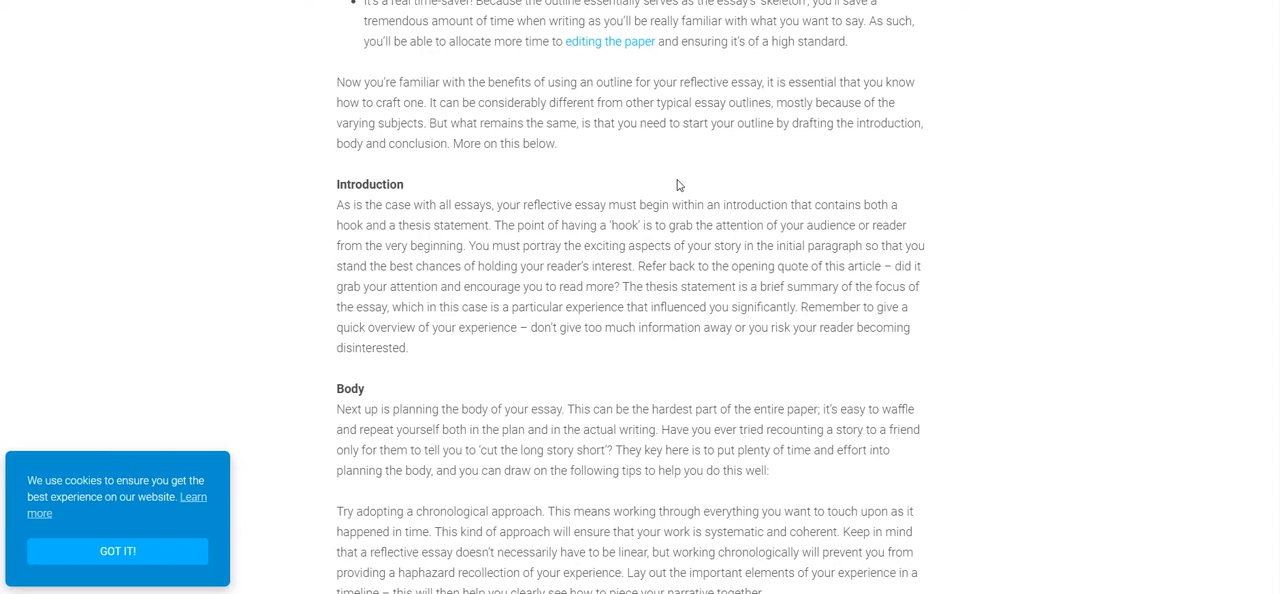 It's a real time-saver! Because the outline essentially serves as the essay's 'skeleton', you'll save a
tremendous amount of time when writing as you'll be really familiar with what you want to say. As such,
you'll be able to allocate more time to editing the paper and ensuring it's of a high standard.
Now you're familiar with the benefits of using an outline for your reflective essay, it is essential that you know
how to craft one. It can be considerably different from other typical essay outlines, mostly because of the
varying subjects. But what remains the same, is that you need to start your outline by drafting the introduction,
body and conclusion. More on this below.
Introduction
As is the case with all essays, your reflective essay must begin within an introduction that contains both a
hook and a thesis statement. The point of having a 'hook' is to grab the attention of your audience or reader
from the very beginning. You must portray the exciting aspects of your story in the initial paragraph so that you
stand the best chances of holding your reader's interest. Refer back to the opening quote of this article – did it
grab your attention and encourage you to read more? The thesis statement is a brief summary of the focus of
the essay, which in this case is a particular experience that influenced you significantly. Remember to give a
quick overview of your experience – don't give too much information away or you risk your reader becoming
disinterested.
Body
Next up is planning the body of your essay. This can be the hardest part of the entire paper; it's easy to waffle
and repeat yourself both in the plan and in the actual writing. Have you ever tried recounting a story to a friend
only for them to tell you to 'cut the long story short'? They key here is to put plenty of time and effort into
planning the body, and you can draw on the following tips to help you do this well:
Try adopting a chronological approach. This means working through everything you want to touch upon as it
happened in time. This kind of approach will ensure that your work is systematic and coherent. Keep in mind
that a reflective essay doesn't necessarily have to be linear, but working chronologically will prevent you from
providing a haphazard recollection of your experience. Lay out the important elements of your experience in a
timeline – this will then help you clearly see how to piece your narrative together.
We use cookies to ensure you get the
best experience on our website. Learn
more
GOT IT!